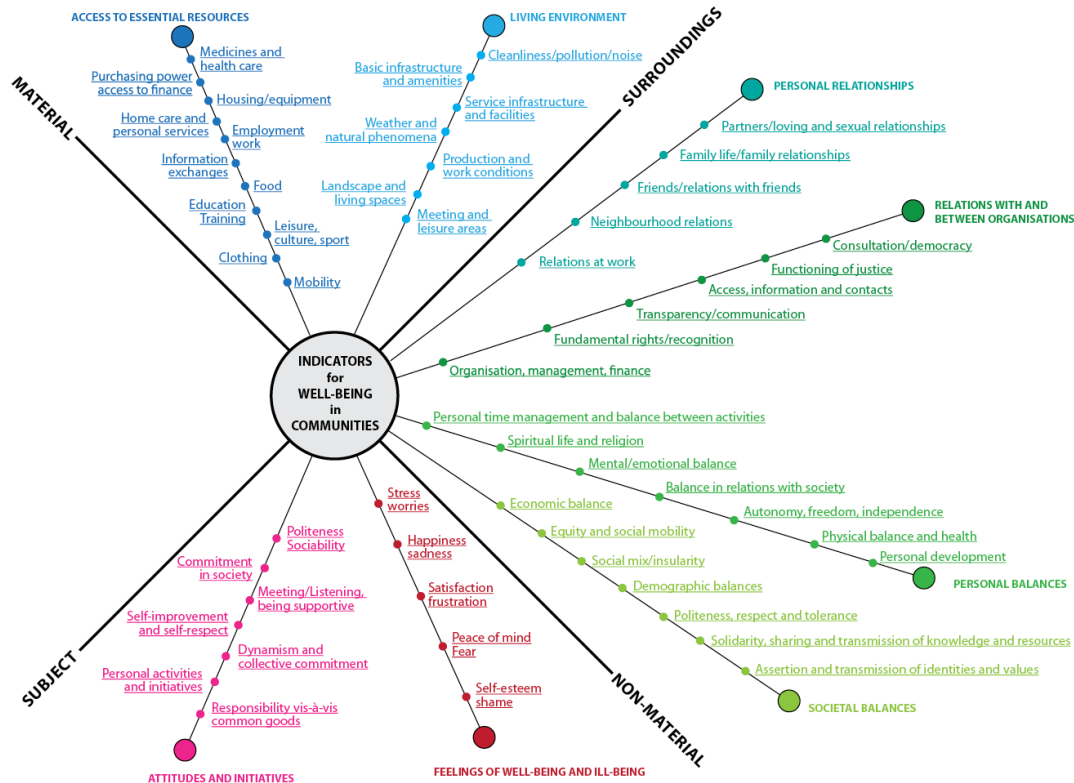 ACCESS TO ESSENTIAL RESOURCES
Medicines and
health care
Purchasing power
access to finance
Housing/equipment
Home care and
personal services
Employment
work
Information
exchanges
Food
Education
Training
Leisure,
culture, sport
Clothing
Mobility
MATERIAL
LIVING ENVIRONMENT
Cleanliness/pollution/noise
Basic infrastructure
and amenities
Service infrastructure
and facilities
Weather and
natural phenomena
Production and
work conditions
Landscape and
living spaces
Meeting and
leisure areas
SURROUNDINGS
PERSONAL RELATIONSHIPS
Partners/loving and sexual relationships
Family life/family relationships
Friends/relations with friends
Neighbourhood relations
Relations at work
RELATIONS WITH AND
BETWEEN ORGANISATIONS
Consultation/democracy
Functioning of justice
Access, information and contacts
Transparency/communication
Fundamental rights/recognition
Organisation, management, finance
INDICATORS
for
WELL-BEING
in
COMMUNITIES
Personal time management and balance between activities
Spiritual life and religion
Mental/emotional balance
Balance in relations with society
Autonomy, freedom, independence
Physical balance and health
Personal development
PERSONAL BALANCES
Economic balance
Equity and social mobility
Social mix/insularity
Demographic balances
Politeness, respect and tolerance
Solidarity, sharing and transmission of knowledge and resources
Assertion and transmission of identities and values
SOCIETAL BALANCES
NON-MATERIAL
Stress
worries
Happiness
sadness
Satisfaction
frustration
Peace of mind
Fear
Self-esteem
shame
FEELINGS OF WELL-BEING AND ILL-BEING
Politeness
Sociability
Commitment
in society
Meeting/Listening,
being supportive
Self-improvement
and self-respect
Dynamism and
collective commitment
Personal activities
and initiatives
Responsibility vis-à-vis
common goods
ATTITUDES AND INITIATIVES
SUBJECT